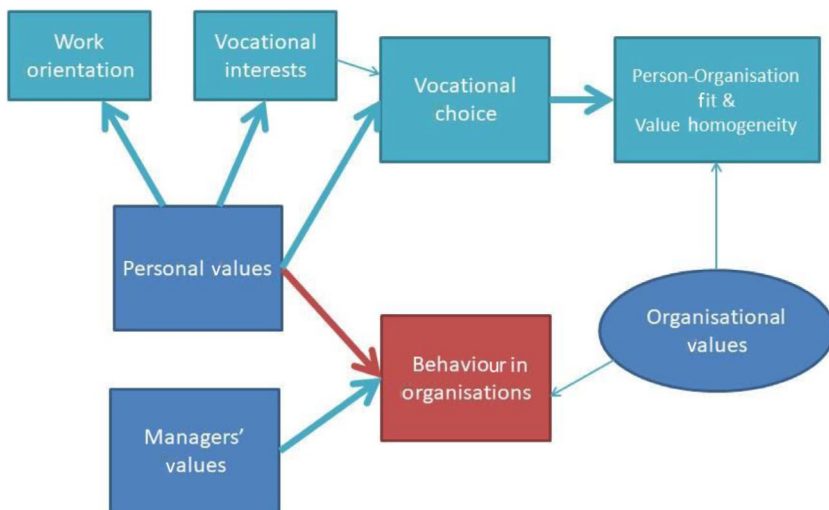 Work
orientation
Vocational
interests
Vocational
choice
Person-Organisation
fit &
Value homogeneity
Personal values
Organisational
values
Behaviour in
organisations
Managers’
values